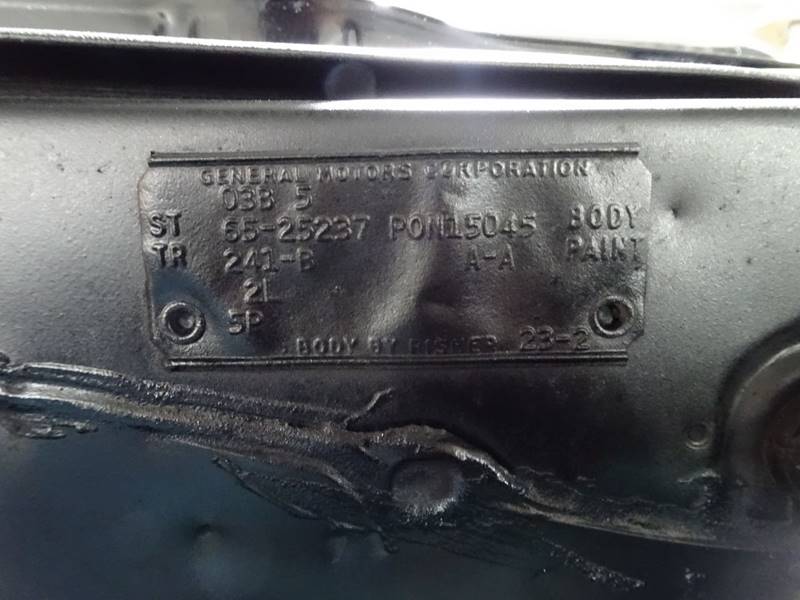 GENERAL MOTORS CORPORATION
03B 5
ST 65-25237 PON15045 BODY
TR 241-B A-A PAINT
2L
5P
BODY BY FISHER 23-2